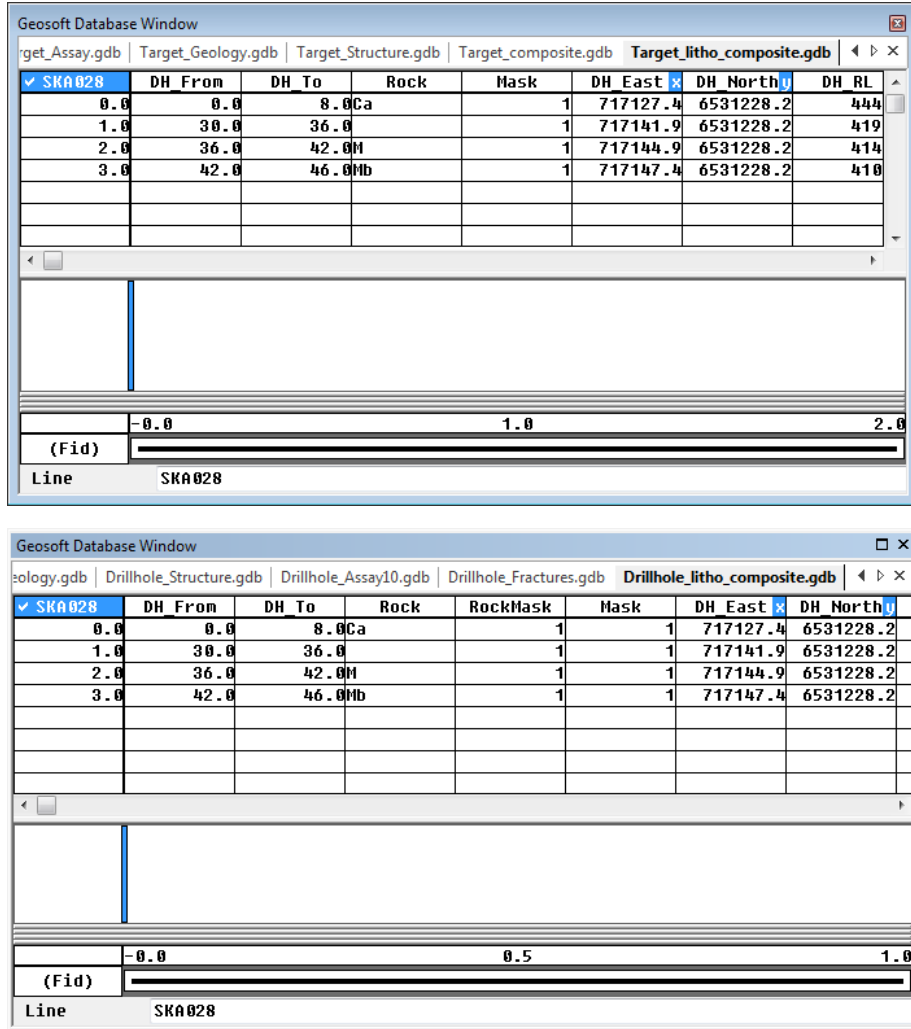 Geosoft Database Window
rget_Assay.gdb Target_Geology.gdb Target_Structure.gdb Target_composite.gdb Target_litho_composite.gdb
SKA028 DH_From DH_To Rock Mask DH_East x DH_North y DH_RL
0.0 0.0 8.0 Ca 1 717127.4 6531228.2 444
1.0 30.0 36.0 1 717141.9 6531228.2 419
2.0 36.0 42.0 M 1 717144.9 6531228.2 414
3.0 42.0 46.0 Mb 1 717147.4 6531228.2 410
-0.0 1.0 2.0
(Fid)
Line SKA028
Geosoft Database Window
eology.gdb Drillhole_Structure.gdb Drillhole_Assay10.gdb Drillhole_Fractures.gdb Drillhole_litho_composite.gdb
SKA028 DH_From DH_To Rock RockMask Mask DH_East x DH_North y
0.0 0.0 8.0 Ca 1 1 717127.4 6531228.2
1.0 30.0 36.0 1 1 717141.9 6531228.2
2.0 36.0 42.0 M 1 1 717144.9 6531228.2
3.0 42.0 46.0 Mb 1 1 717147.4 6531228.2
-0.0 0.5 1.0
(Fid)
Line SKA028